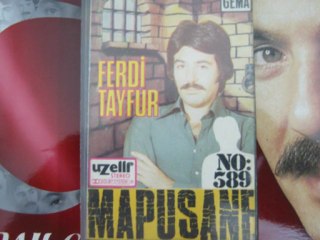 GEMA
FERDİ
TAYFUR
uzelli
STEREO
NO:
589
MAPUSANE